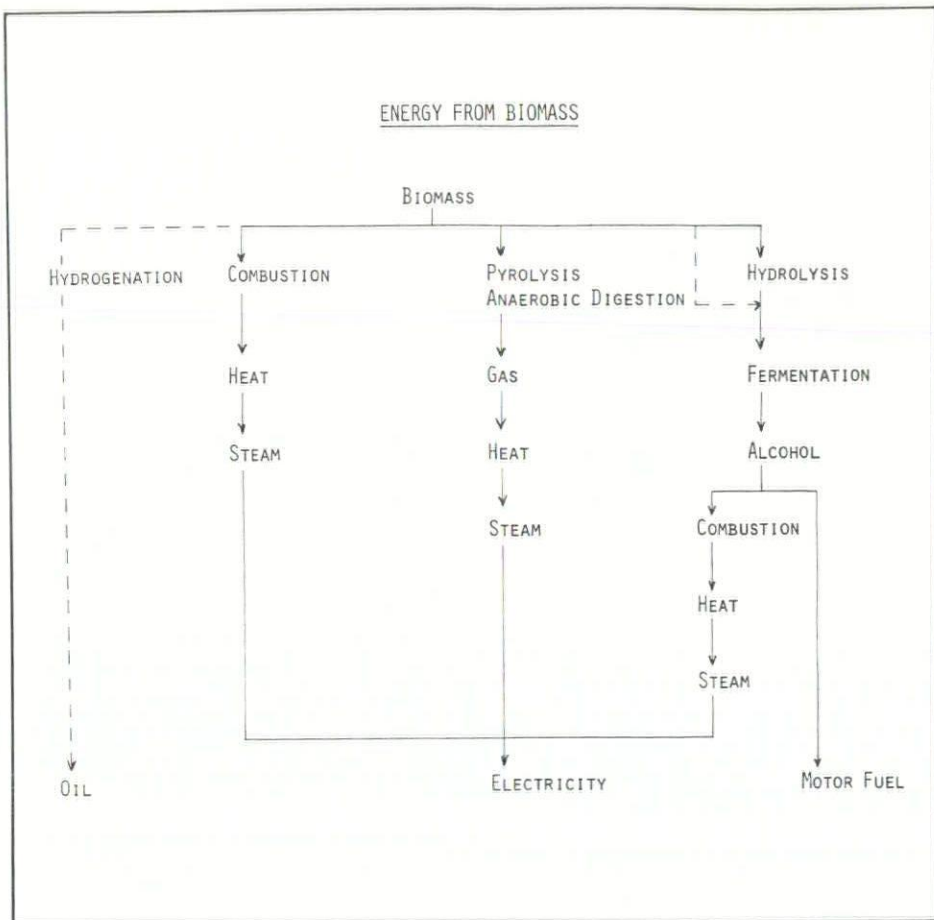 ENERGY FROM BIOMASS
BIOMASS
HYDROGENATION
COMBUSTION
PYROLYSIS
ANAEROBIC DIGESTION
HYDROLYSIS
HEAT
GAS
FERMENTATION
STEAM
HEAT
ALCOHOL
STEAM
COMBUSTION
HEAT
STEAM
OIL
ELECTRICITY
MOTOR FUEL